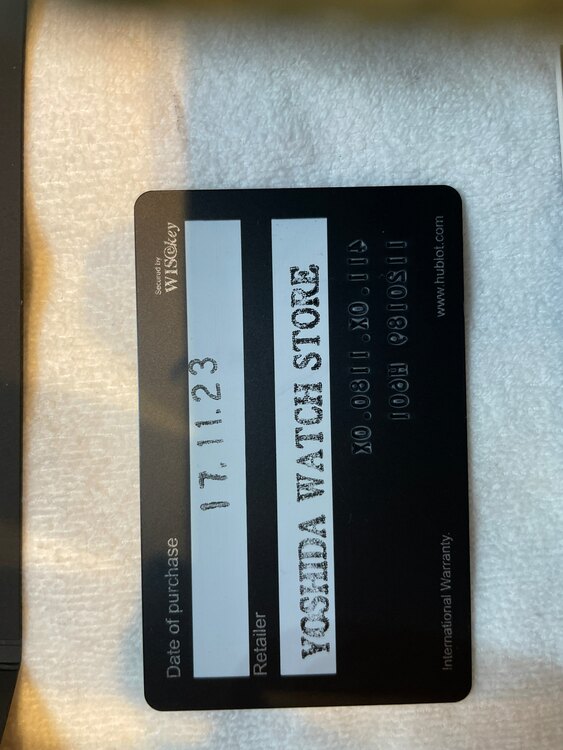 Secured by
WISekey
Date of purchase
17.11.23
Retailer
YOSHIDA WATCH STORE
International Warranty.
www.hublot.com